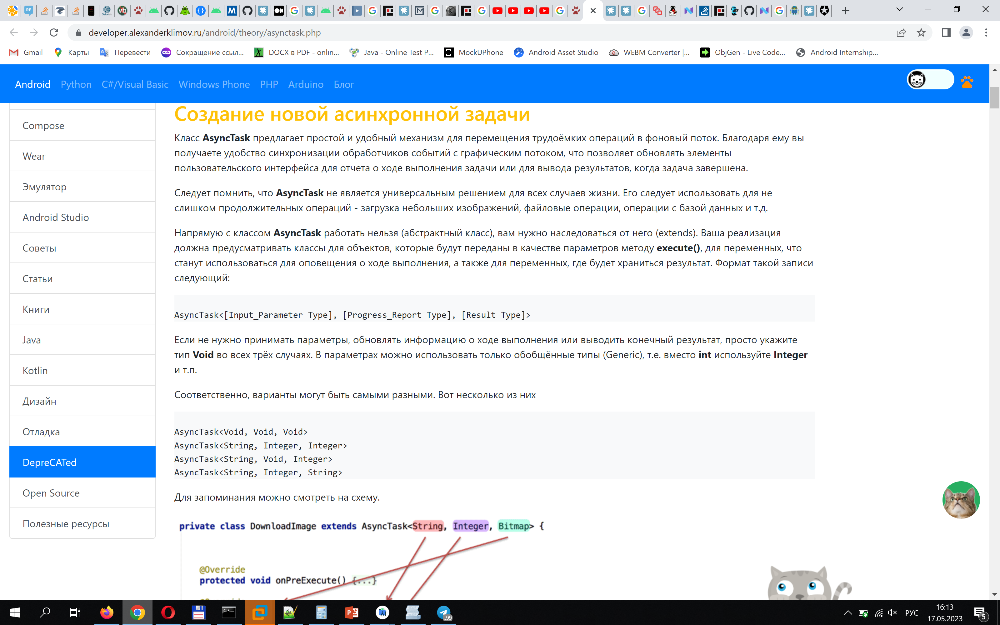 developer.alexanderklimov.ru/android/theory/asynctask.php
Gmail
Карты
Перевести
Сокращение ссыл...
DOCX в PDF - onlin...
Java - Online Test P...
MockUPhone
Android Asset Studio
WEBM Converter |...
ObjGen - Live Code...
Android Internship...
Android Python C#/Visual Basic Windows Phone PHP Arduino Блог
Compose
Wear
Эмулятор
Android Studio
Советы
Статьи
Книги
Java
Kotlin
Дизайн
Отладка
DepreCATed
Open Source
Полезные ресурсы
Создание новой асинхронной задачи
Класс AsyncTask предлагает простой и удобный механизм для перемещения трудоёмких операций в фоновый поток. Благодаря ему вы
получаете удобство синхронизации обработчиков событий с графическим потоком, что позволяет обновлять элементы
пользовательского интерфейса для отчета о ходе выполнения задачи или для вывода результатов, когда задача завершена.
Следует помнить, что AsyncTask не является универсальным решением для всех случаев жизни. Его следует использовать для не
слишком продолжительных операций - загрузка небольших изображений, файловые операции, операции с базой данных и т.д.
Напрямую с классом AsyncTask работать нельзя (абстрактный класс), вам нужно наследоваться от него (extends). Ваша реализация
должна предусматривать классы для объектов, которые будут переданы в качестве параметров методу execute(), для переменных, что
станут использоваться для оповещения о ходе выполнения, а также для переменных, где будет храниться результат. Формат такой записи
следующий:
AsyncTask<[Input_Parameter Type], [Progress_Report Type], [Result Type]>
Если не нужно принимать параметры, обновлять информацию о ходе выполнения или выводить конечный результат, просто укажите
тип Void во всех трёх случаях. В параметрах можно использовать только обобщённые типы (Generic), т.е. вместо int используйте Integer
и т.п.
Соответственно, варианты могут быть самыми разными. Вот несколько из них
AsyncTask<Void, Void, Void>
AsyncTask<String, Integer, Integer>
AsyncTask<String, Void, Integer>
AsyncTask<String, Integer, String>
Для запоминания можно смотреть на схему.
private class DownloadImage extends AsyncTask<String, Integer, Bitmap> {
@Override
protected void onPreExecute() {...}
РУС
16:13
17.05.2023
5
..99